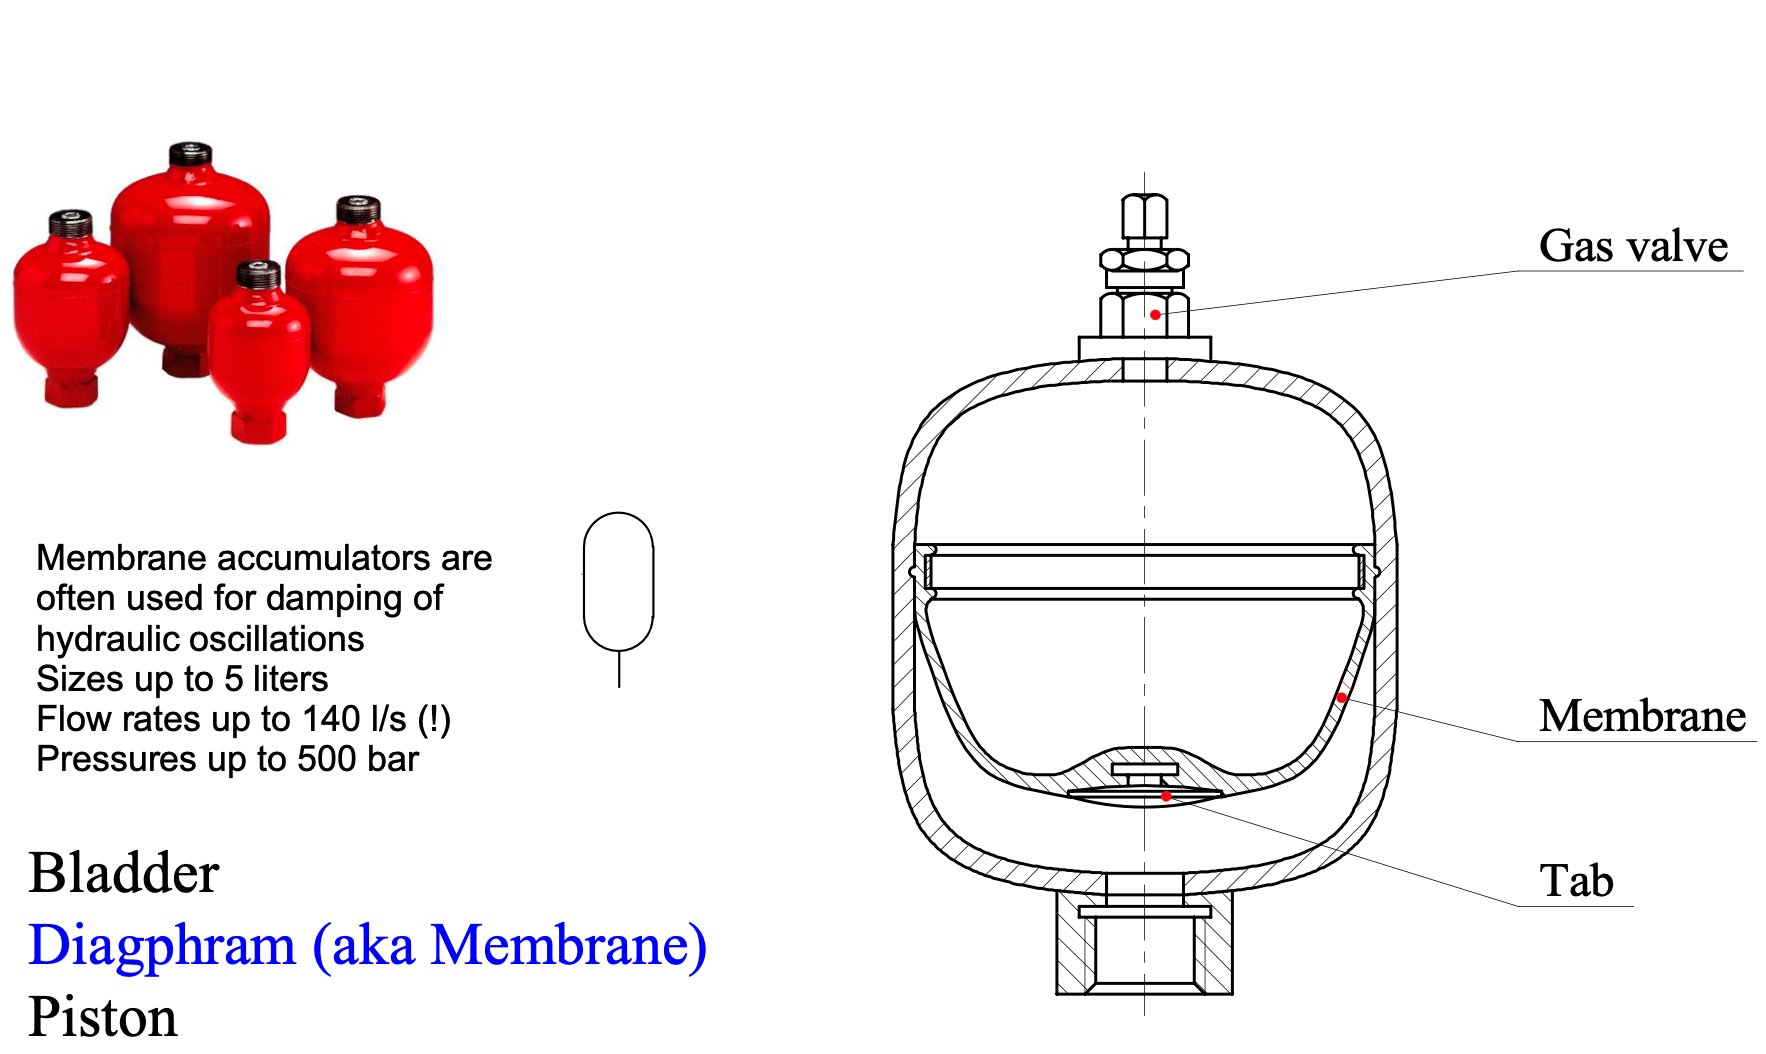 Gas valve
Membrane accumulators are
often used for damping of
hydraulic oscillations
Sizes up to 5 liters
Flow rates up to 140 l/s (!)
Pressures up to 500 bar
Membrane
Tab
Bladder
Diagphram (aka Membrane)
Piston